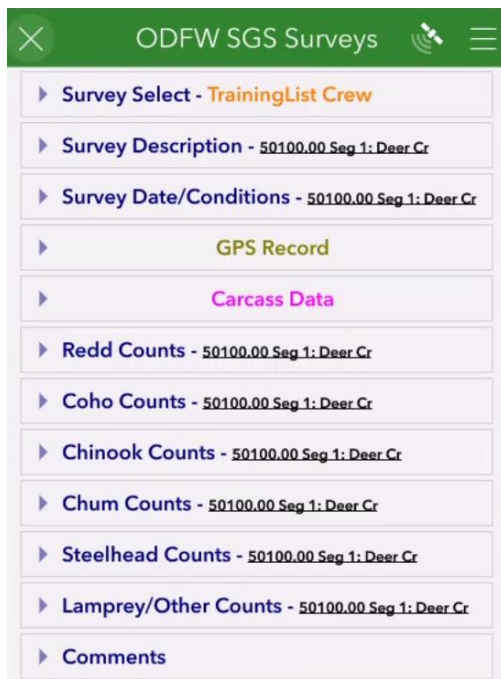 ODFW SGS Surveys
Survey Select - TrainingList Crew
Survey Description - 50100.00 Seg 1: Deer Cr
Survey Date/Conditions - 50100.00 Seg 1: Deer Cr
GPS Record
Carcass Data
Redd Counts - 50100.00 Seg 1: Deer Cr
Coho Counts - 50100.00 Seg 1: Deer Cr
Chinook Counts - 50100.00 Seg 1: Deer Cr
Chum Counts - 50100.00 Seg 1: Deer Cr
Steelhead Counts - 50100.00 Seg 1: Deer Cr
Lamprey/Other Counts - 50100.00 Seg 1: Deer Cr
Comments